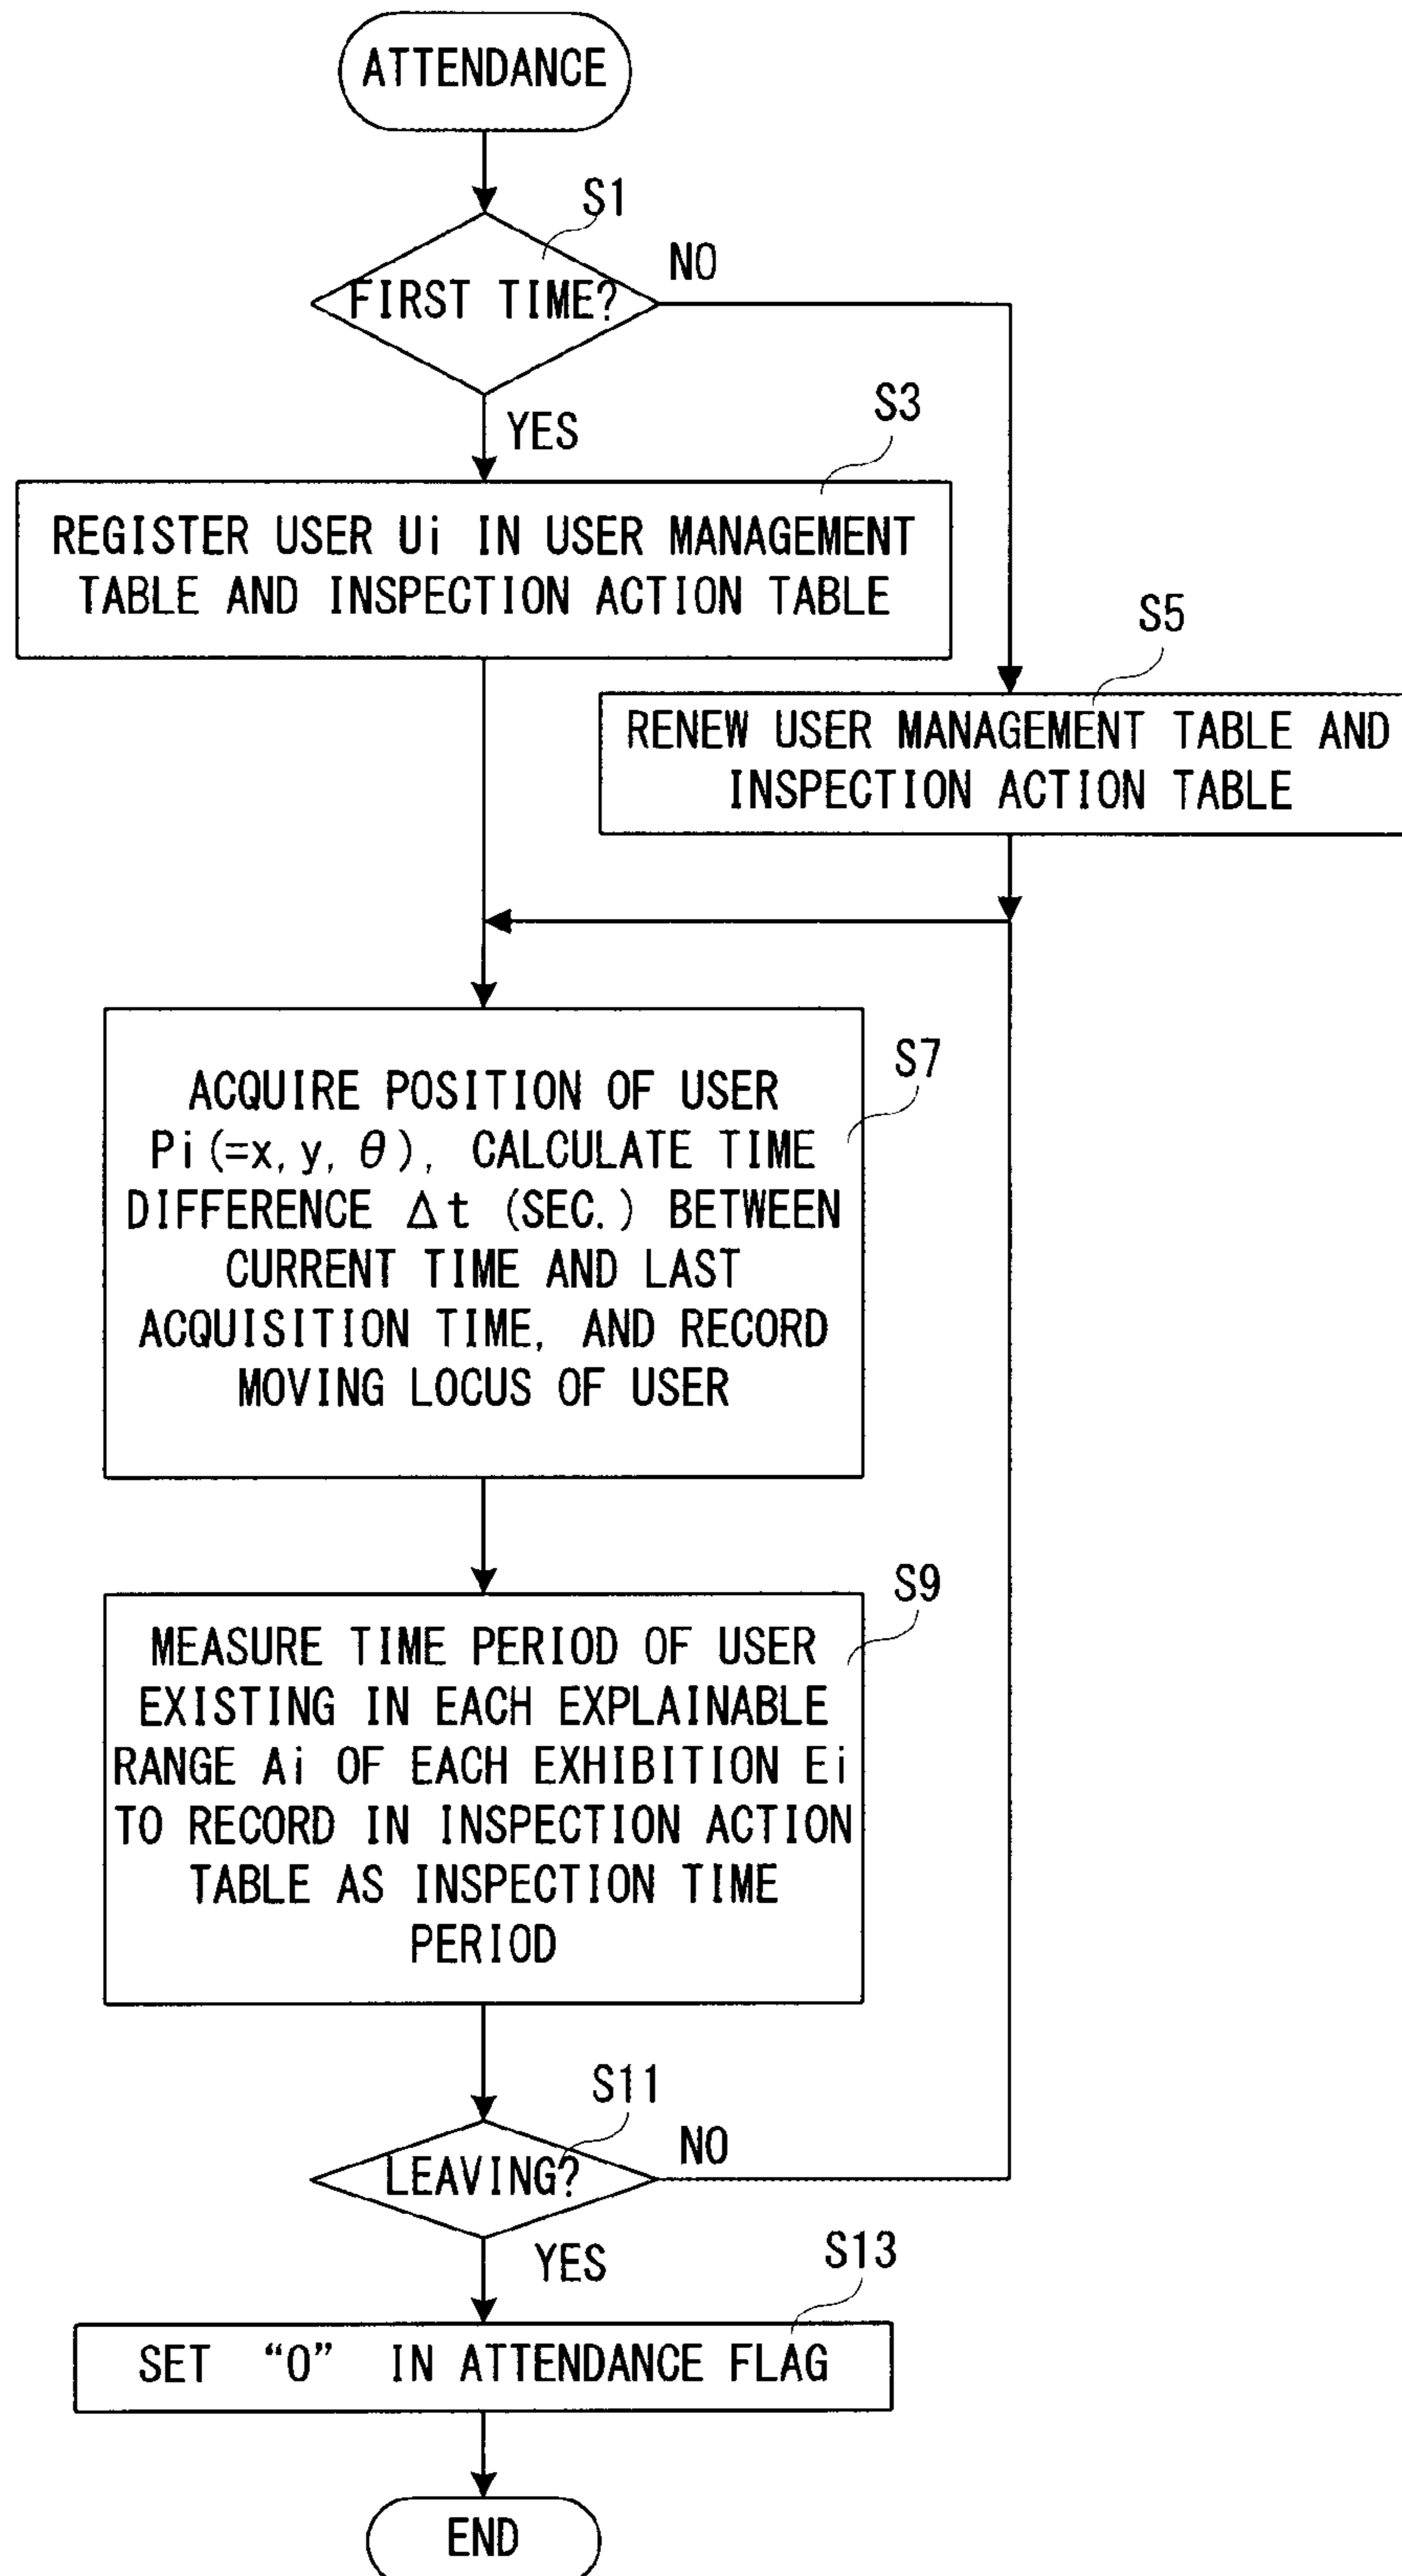 ATTENDANCE
S1
FIRST TIME?
NO
YES
S3
REGISTER USER Ui IN USER MANAGEMENT
TABLE AND INSPECTION ACTION TABLE
S5
RENEW USER MANAGEMENT TABLE AND
INSPECTION ACTION TABLE
S7
ACQUIRE POSITION OF USER
Pi(=x, y, θ), CALCULATE TIME
DIFFERENCE Δt (SEC.) BETWEEN
CURRENT TIME AND LAST
ACQUISITION TIME, AND RECORD
MOVING LOCUS OF USER
S9
MEASURE TIME PERIOD OF USER
EXISTING IN EACH EXPLAINABLE
RANGE Ai OF EACH EXHIBITION Ei
TO RECORD IN INSPECTION ACTION
TABLE AS INSPECTION TIME
PERIOD
S11
LEAVING?
NO
YES
S13
SET “0” IN ATTENDANCE FLAG
END